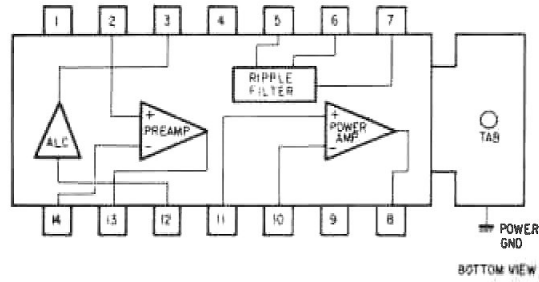 1 2 3 4 5 6 7
RIPPLE
FILTER
+
PREAMP
-
ALC
+
POWER
AMP
-
TAB
14 13 12 11 10 9 8
POWER
GND
BOTTOM VIEW